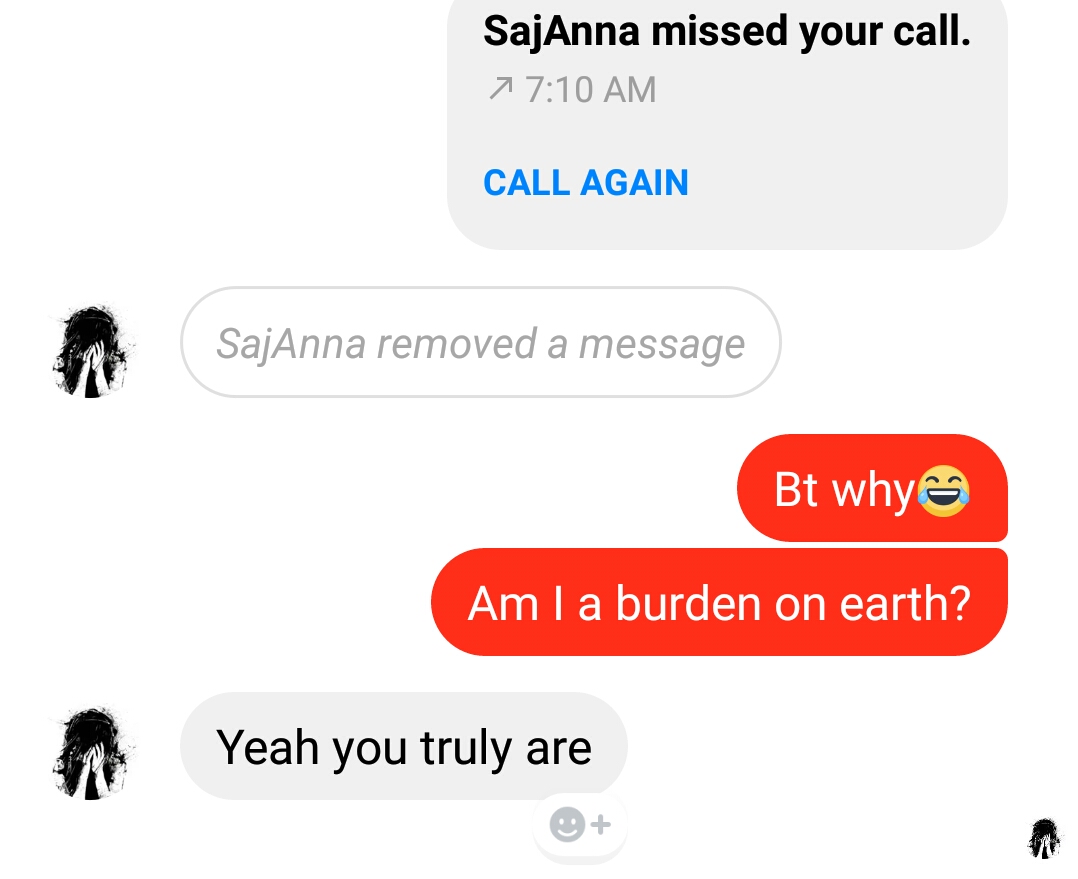 SajAnna missed your call.
↗ 7:10 AM
CALL AGAIN
SajAnna removed a message
Bt why😂
Am I a burden on earth?
Yeah you truly are